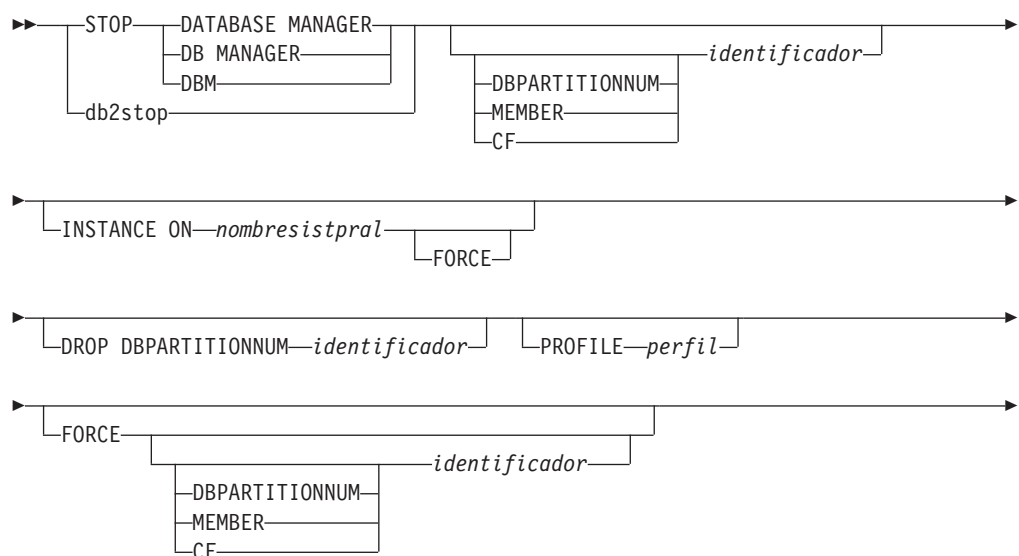 STOP DATABASE MANAGER
DB MANAGER
DBM
db2stop
identificador
DBPARTITIONNUM
MEMBER
CF
INSTANCE ON nombresistpral
FORCE
DROP DBPARTITIONNUM identificador PROFILE perfil
FORCE
identificador
DBPARTITIONNUM
MEMBER
CF